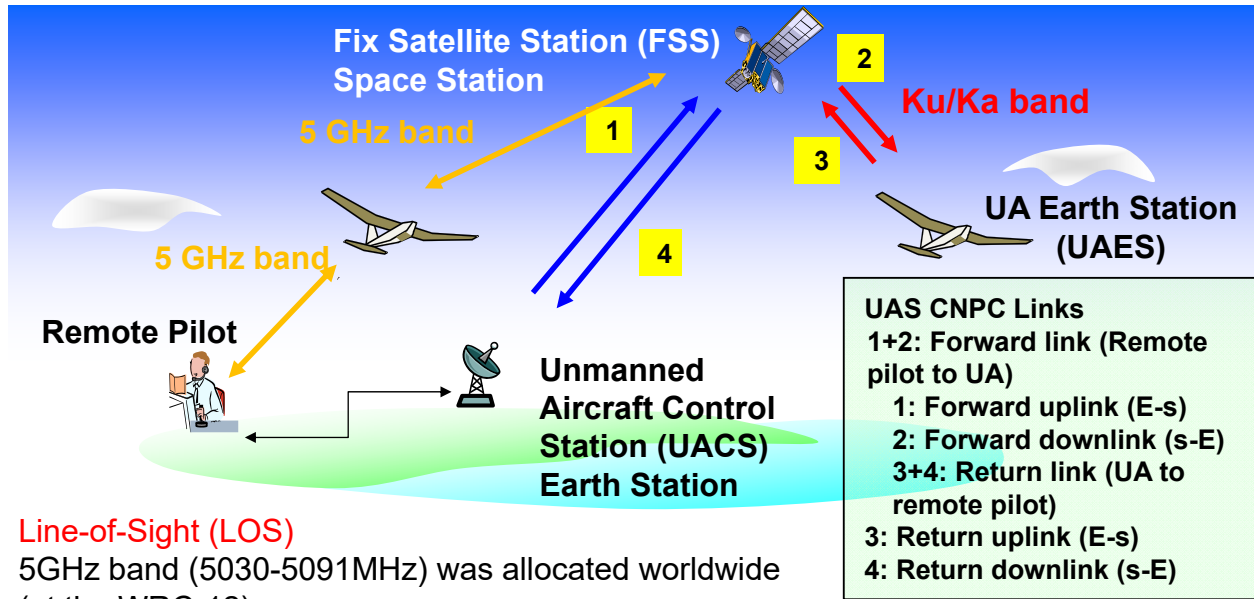 Fix Satellite Station (FSS)
Space Station
2
Ku/Ka band
5 GHz band
1
3
UA Earth Station
(UAES)
5 GHz band
4
Remote Pilot
Unmanned
Aircraft Control
Station (UACS)
Earth Station
UAS CNPC Links
1+2: Forward link (Remote
pilot to UA)
1: Forward uplink (E-s)
2: Forward downlink (s-E)
3+4: Return link (UA to
remote pilot)
3: Return uplink (E-s)
4: Return downlink (s-E)
Line-of-Sight (LOS)
5GHz band (5030-5091MHz) was allocated worldwide